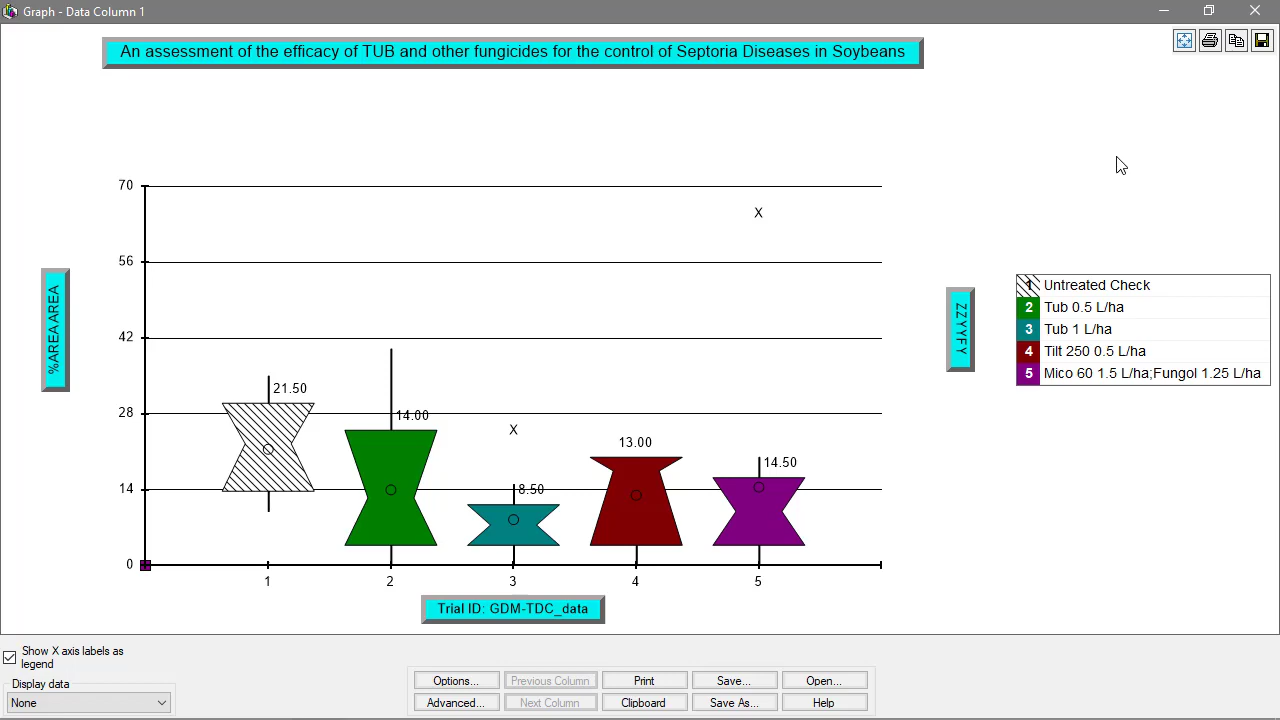 Graph - Data Column 1
An assessment of the efficacy of TUB and other fungicides for the control of Septoria Diseases in Soybeans
70
56
42
28
14
0
%AREA AREA
X
X
21.50
14.00
8.50
13.00
14.50
1
2
3
4
5
Trial ID: GDM-TDC_data
ZZYYFY
1 Untreated Check
2 Tub 0.5 L/ha
3 Tub 1 L/ha
4 Tilt 250 0.5 L/ha
5 Mico 60 1.5 L/ha;Fungol 1.25 L/ha
Show X axis labels as
legend
Display data
None
Options... Previous Column Print Save... Open...
Advanced... Next Column Clipboard Save As... Help